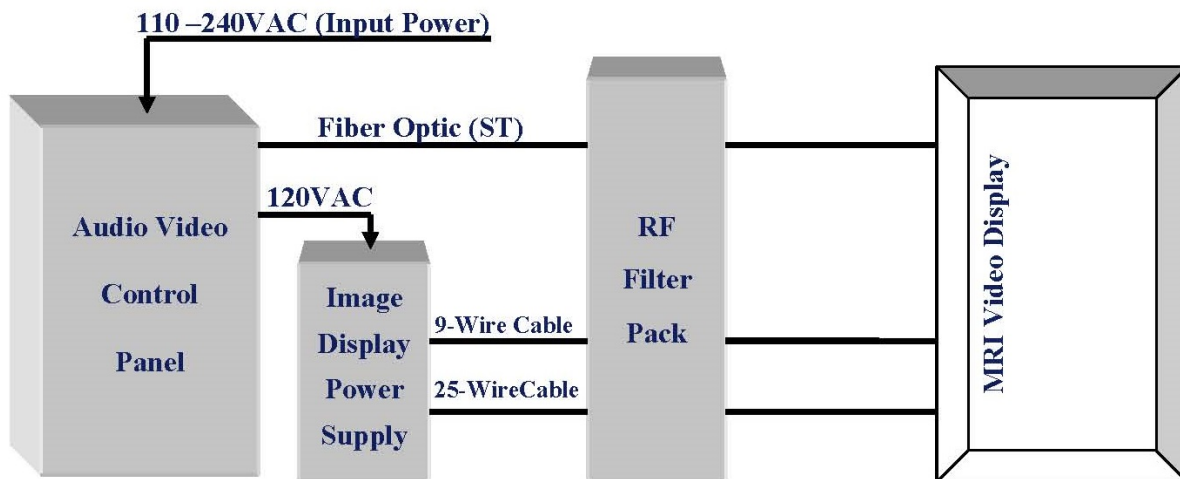 110 –240VAC (Input Power)
Fiber Optic (ST)
120VAC
Audio Video
Control
Panel
Image
Display
Power
Supply
9-Wire Cable
25-WireCable
RF
Filter
Pack
MRI Video Display